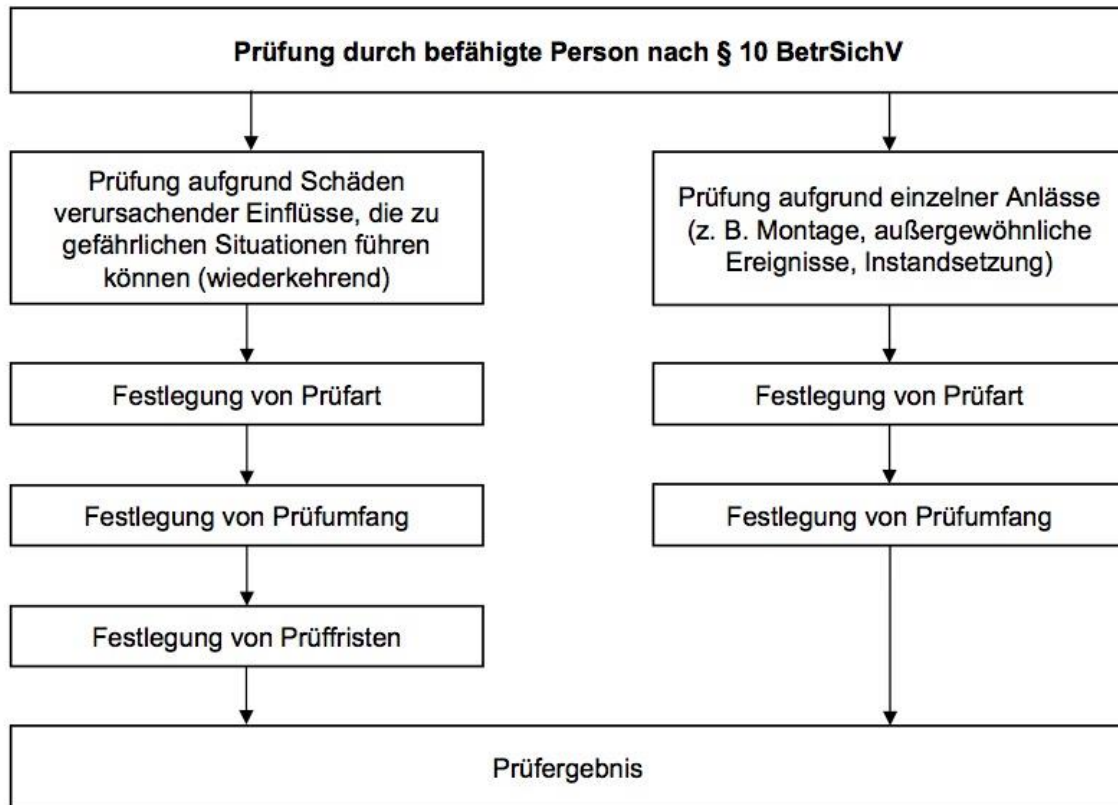 Prüfung durch befähigte Person nach § 10 BetrSichV
Prüfung aufgrund Schäden
verursachender Einflüsse, die zu
gefährlichen Situationen führen
können (wiederkehrend)
Festlegung von Prüfart
Festlegung von Prüfumfang
Festlegung von Prüffristen
Prüfung aufgrund einzelner Anlässe
(z. B. Montage, außergewöhnliche
Ereignisse, Instandsetzung)
Festlegung von Prüfart
Festlegung von Prüfumfang
Prüfergebnis